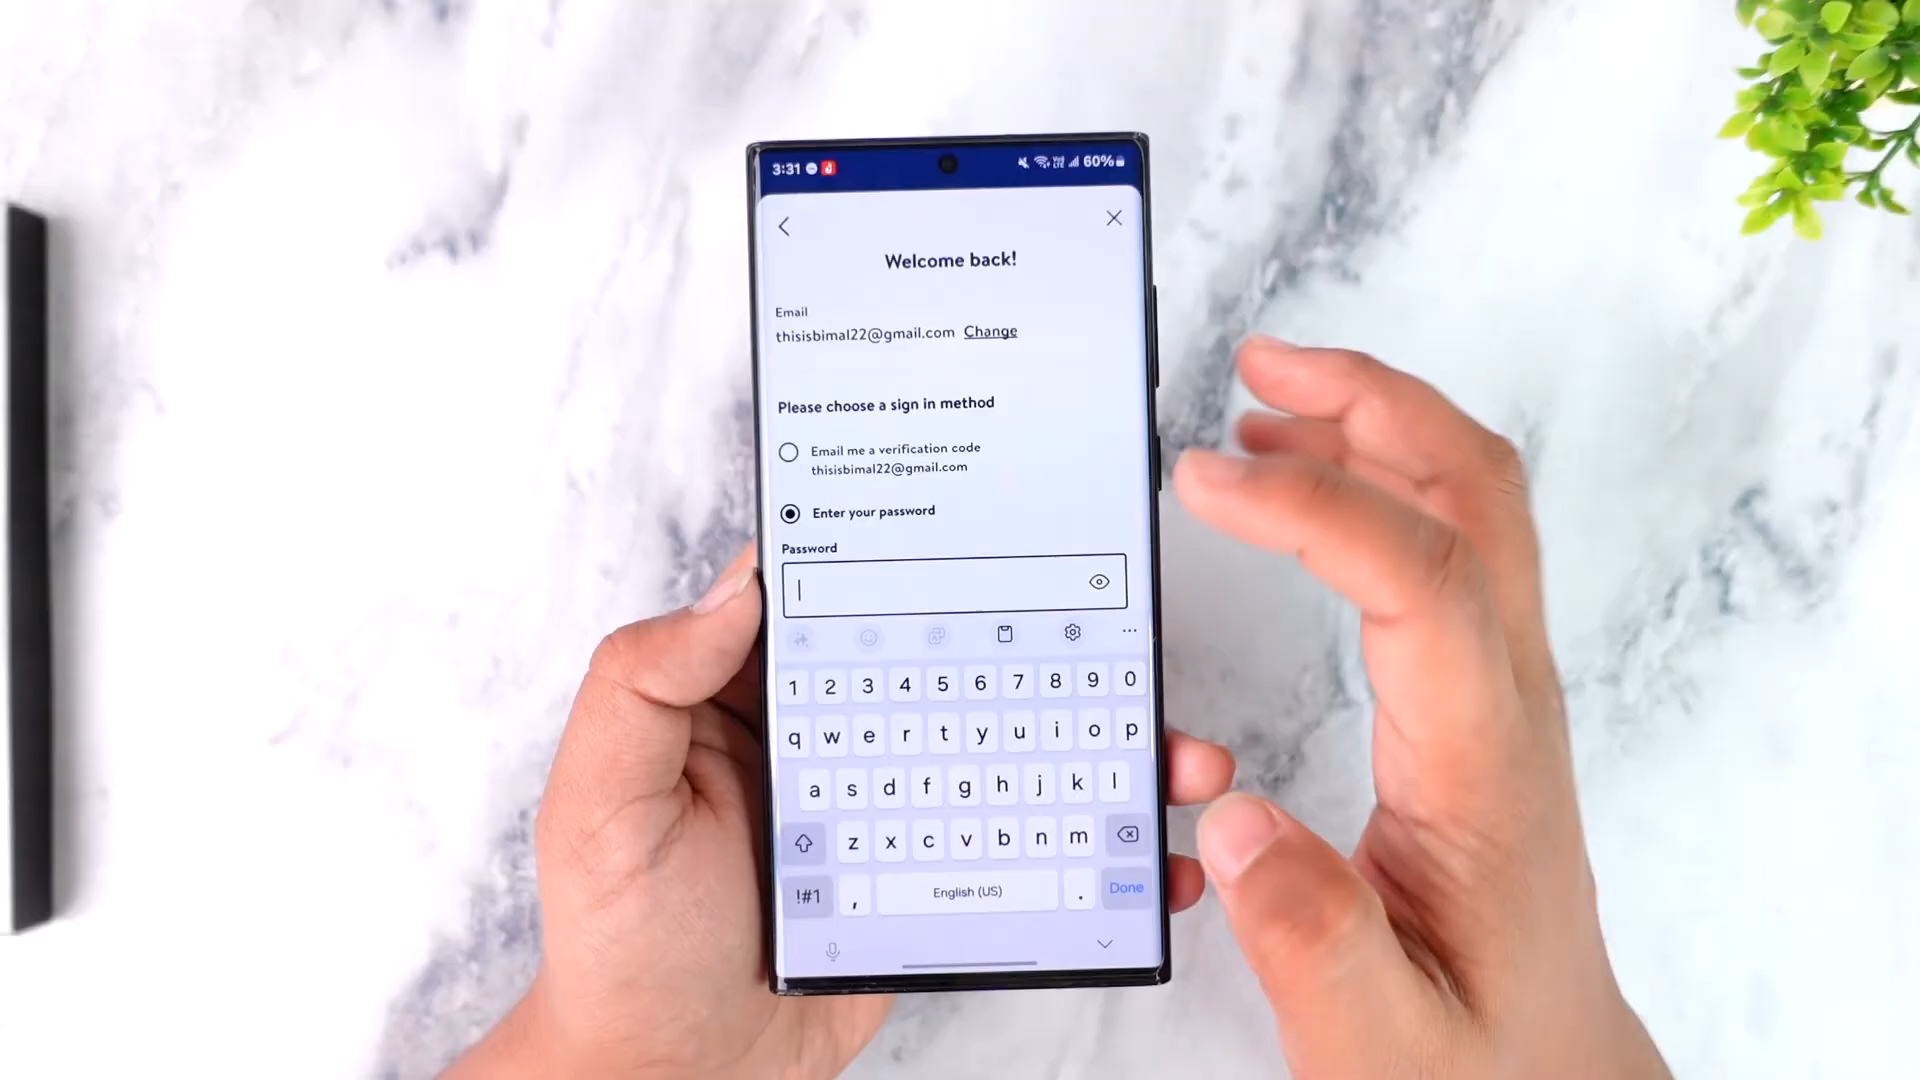 3:31 60%
Welcome back!
Email
thisisbimal22@gmail.com Change
Please choose a sign in method
Email me a verification code
thisisbimal22@gmail.com
Enter your password
Password
1 2 3 4 5 6 7 8 9 0
q w e r t y u i o p
a s d f g h j k l
z x c v b n m
!#1 , English (US) . Done